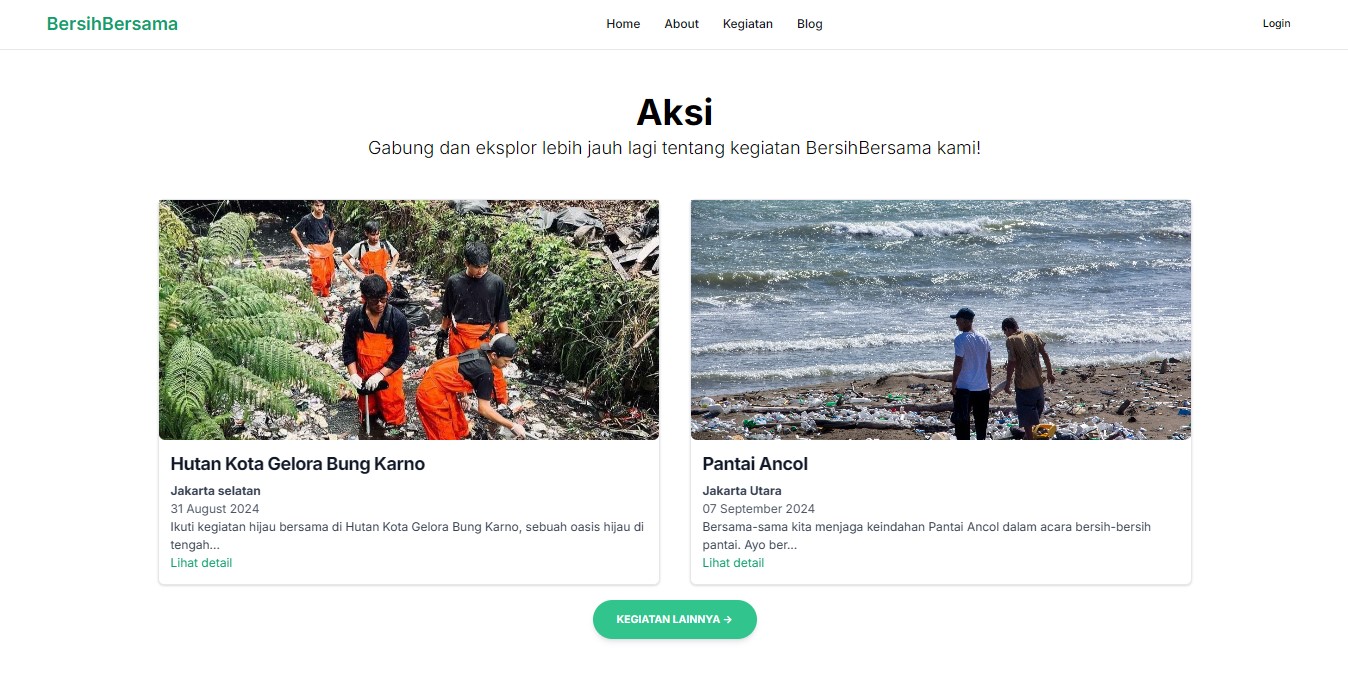 BersihBersama
Home About Kegiatan Blog
Login
Aksi
Gabung dan eksplor lebih jauh lagi tentang kegiatan BersihBersama kami!
Hutan Kota Gelora Bung Karno
Jakarta selatan
31 August 2024
Ikuti kegiatan hijau bersama di Hutan Kota Gelora Bung Karno, sebuah oasis hijau di
tengah...
Lihat detail
Pantai Ancol
Jakarta Utara
07 September 2024
Bersama-sama kita menjaga keindahan Pantai Ancol dalam acara bersih-bersih
pantai. Ayo ber...
Lihat detail
KEGIATAN LAINNYA →